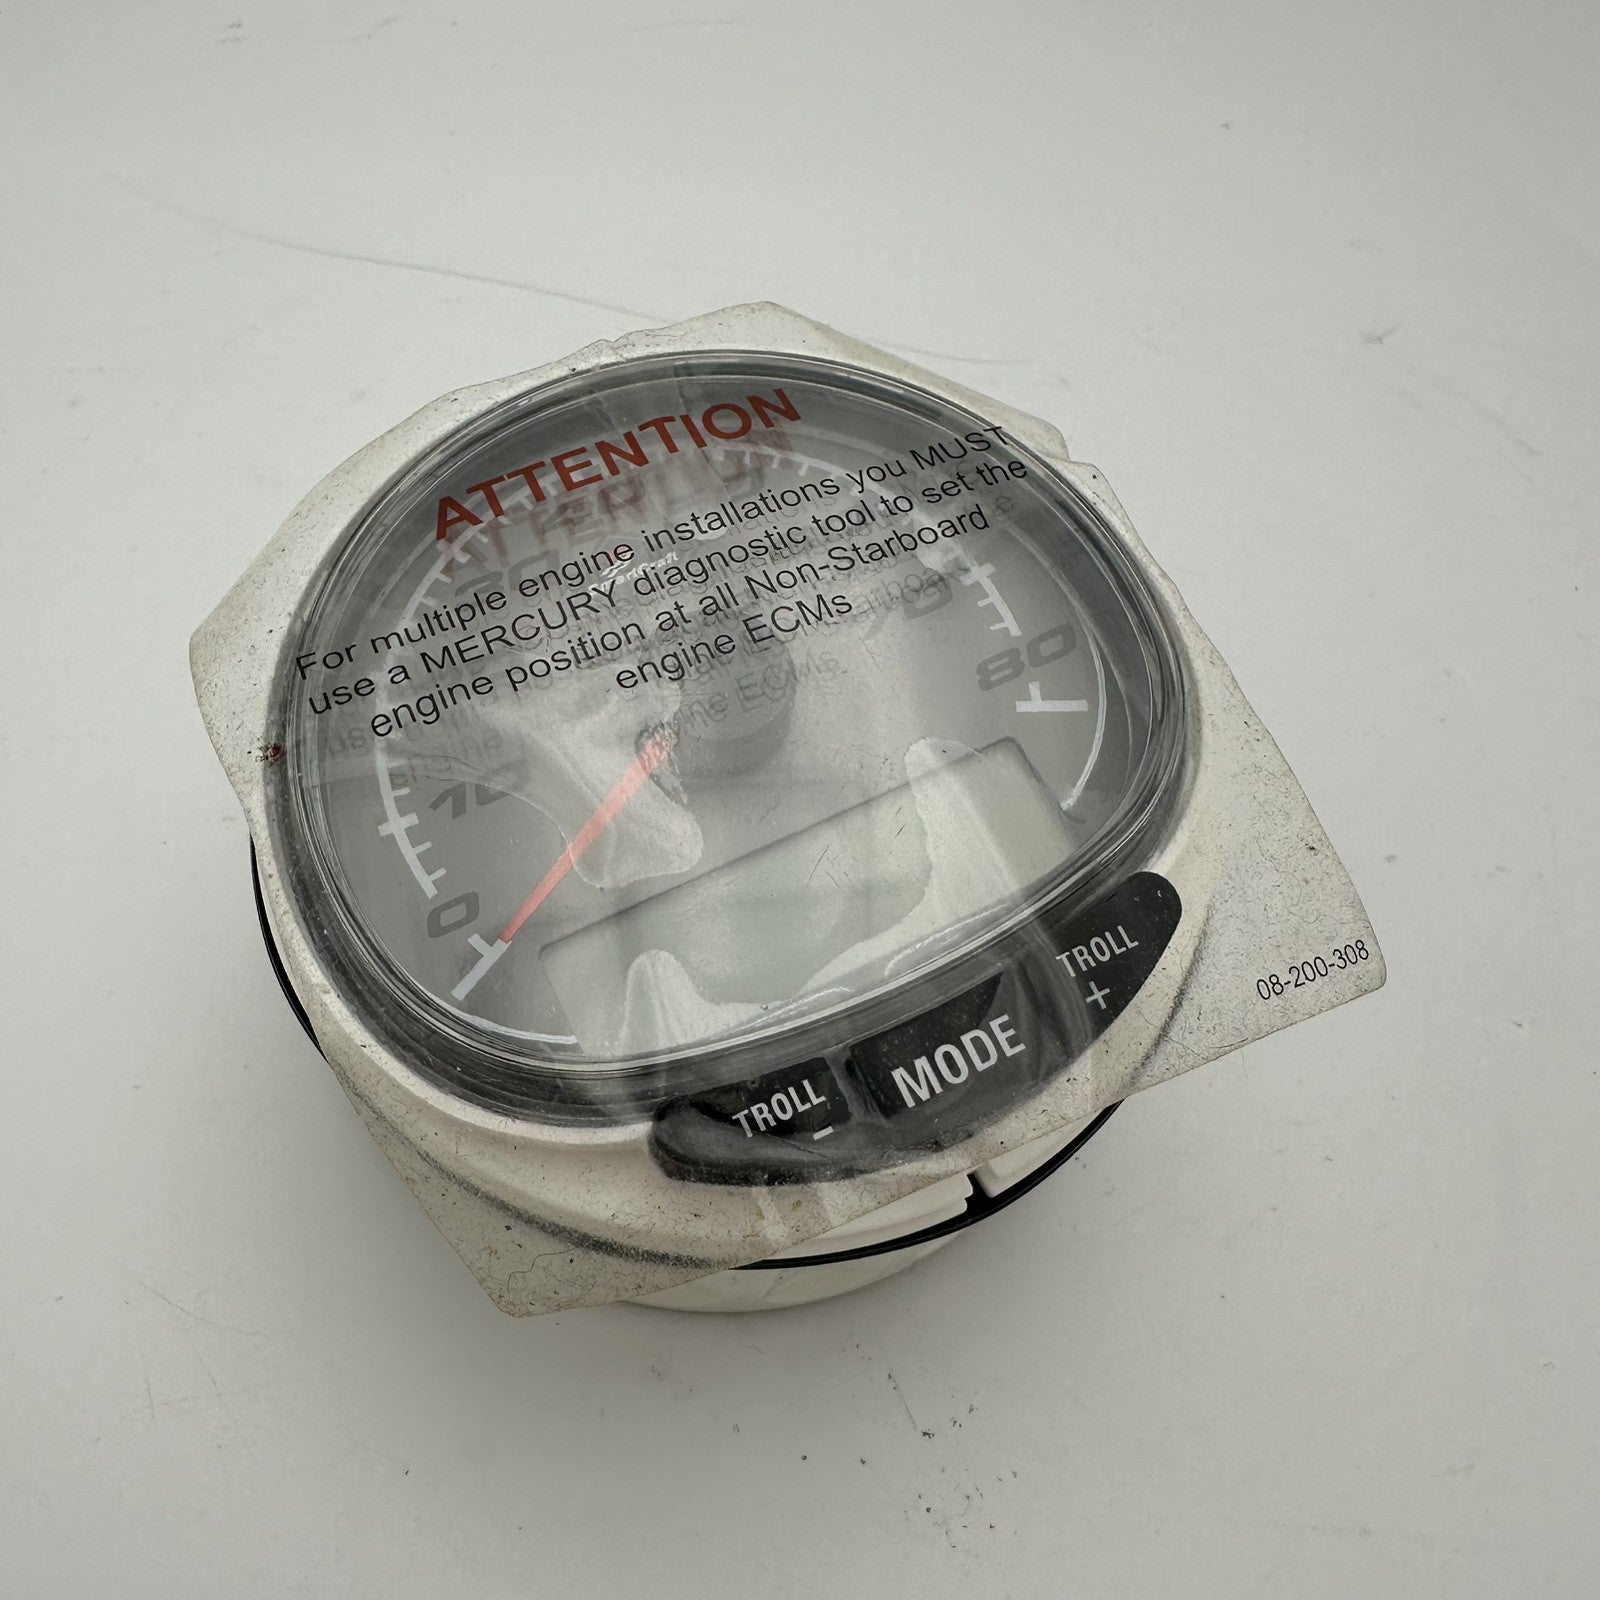 ATTENTION
For multiple engine installations you MUST
use a MERCURY diagnostic tool to set the
engine position at all Non-Starboard
engine ECMs
10
0
80
TROLL
-
MODE
TROLL
+
08-200-308